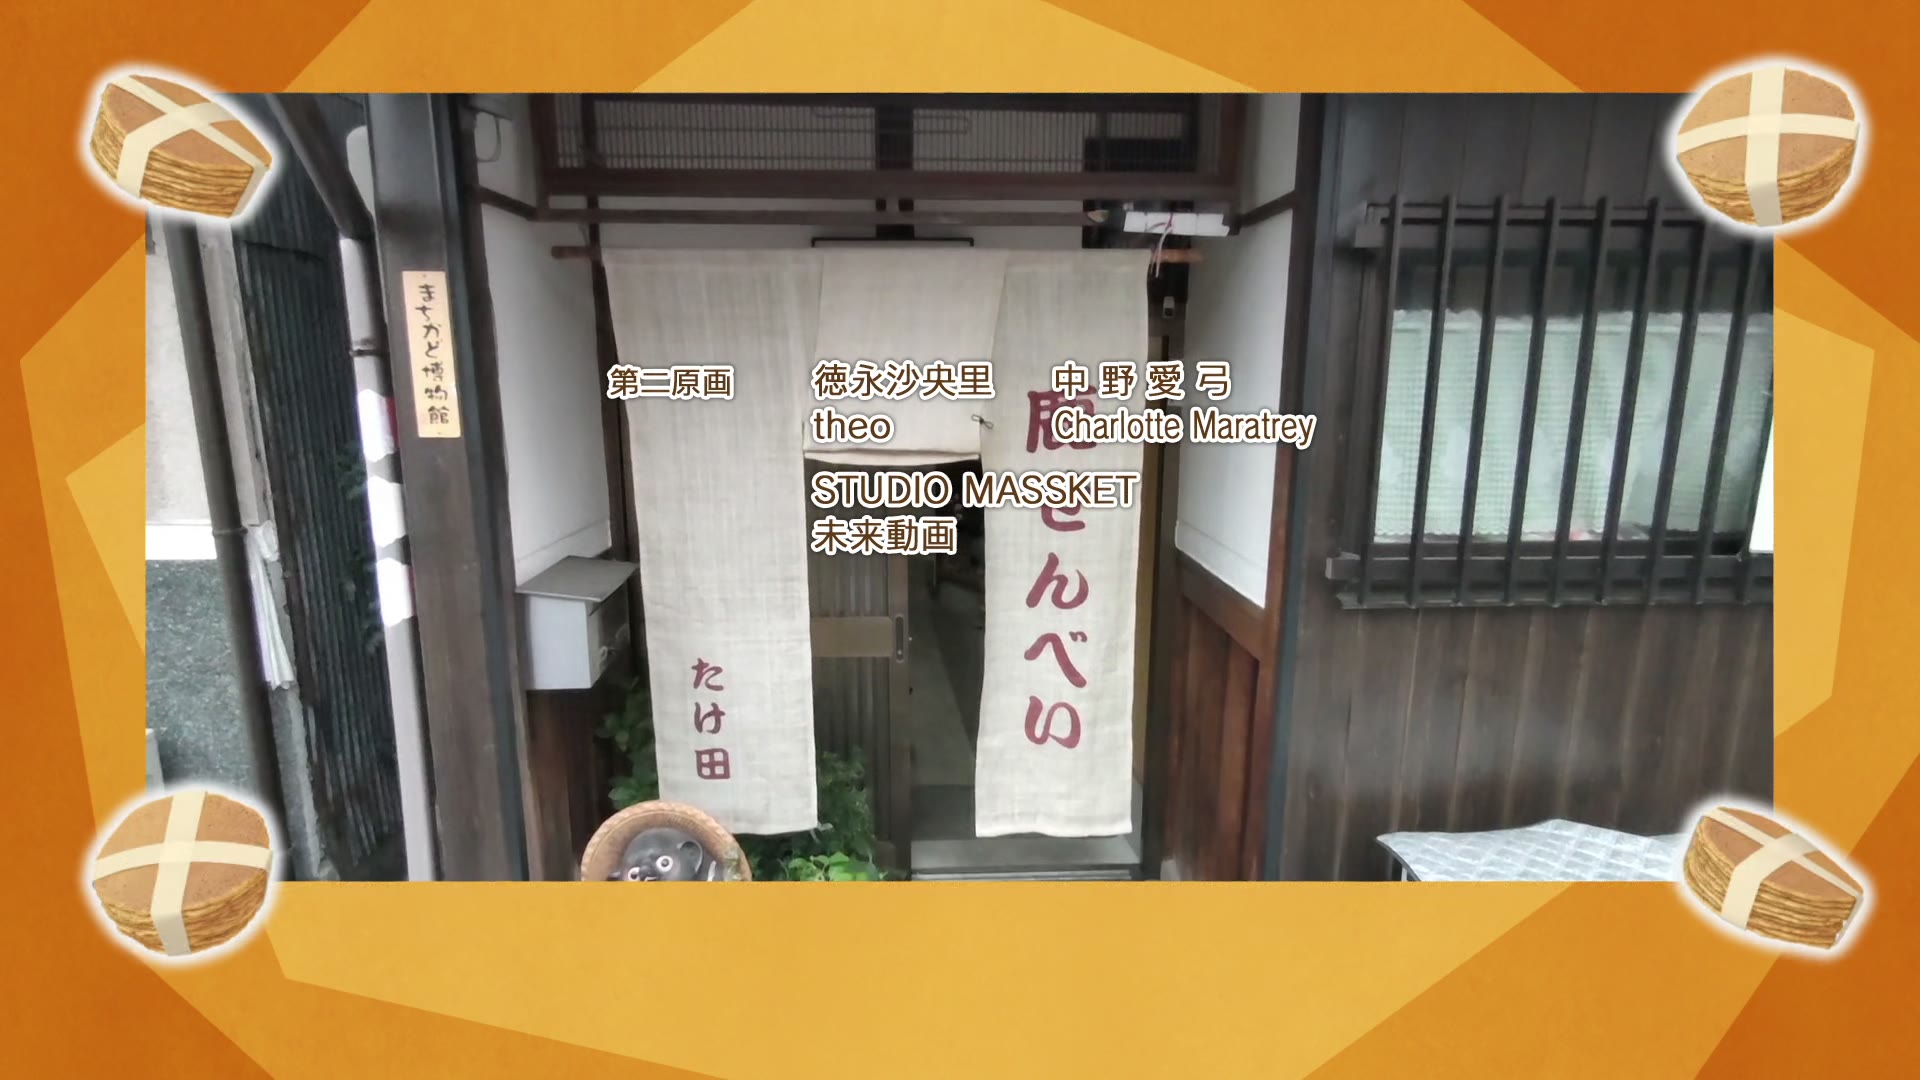 まちかど博物館
第二原画 徳永沙央里 中野愛弓
theo Charlotte Maratrey
STUDIO MASSKET
未来動画
鹿せんべい
たけ田